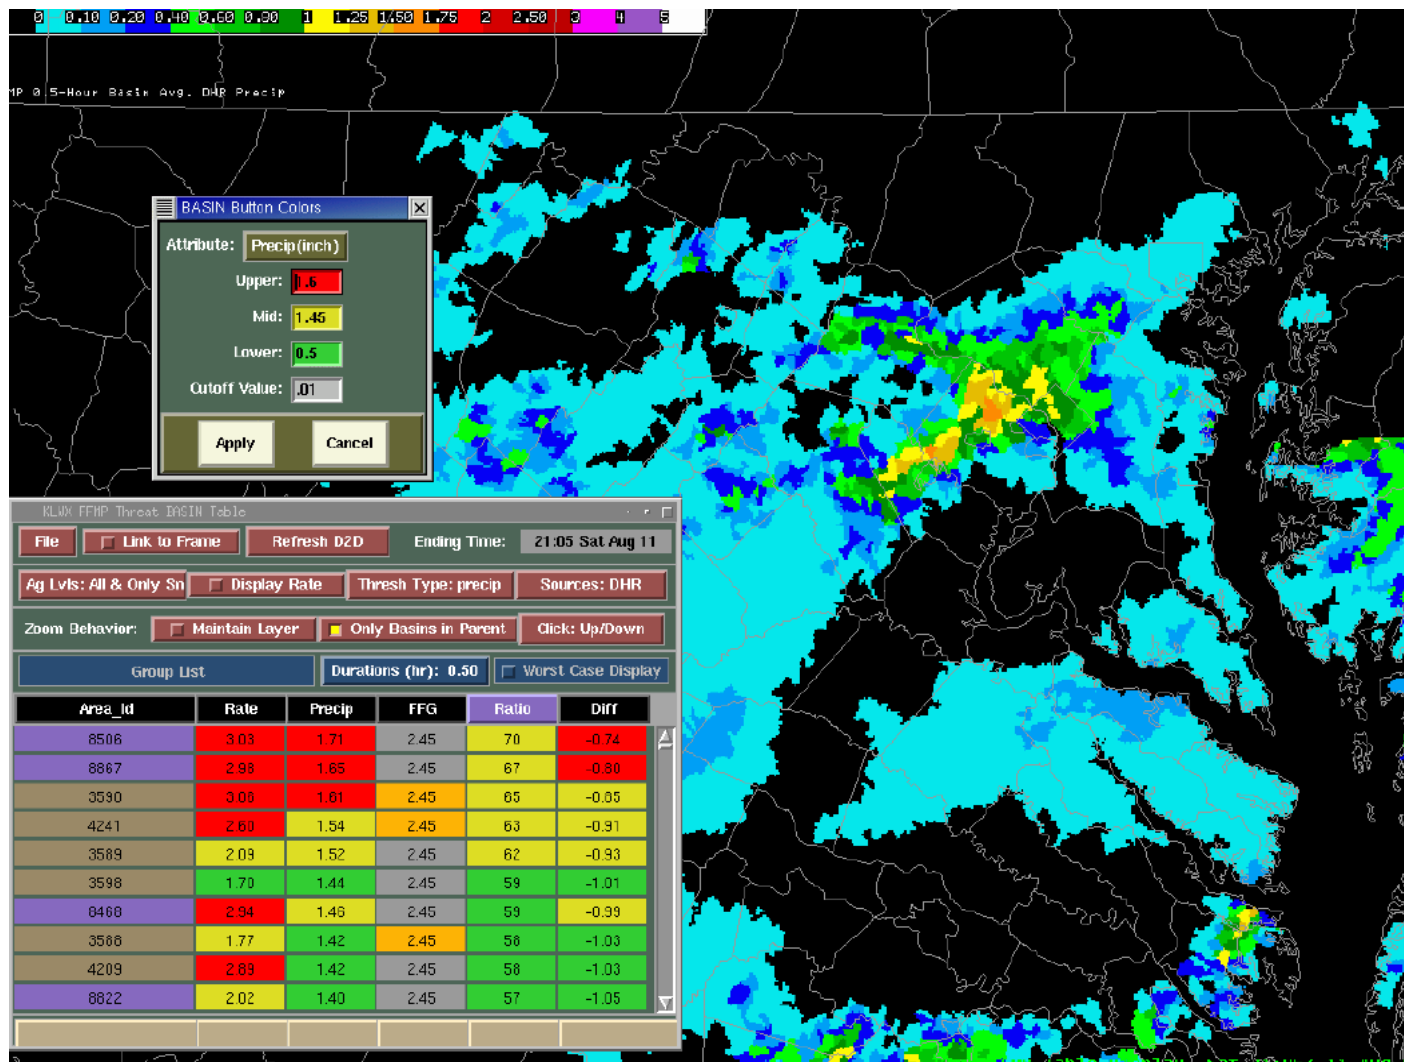 0 0.10 0.20 0.40 0.60 0.80 1 1.25 1.50 1.75 2 2.50 3 4 5
MP 0.5-Hour Basin Avg. DHR Precip
BASIN Button Colors
Attribute: Precip(inch)
Upper: 1.6
Mid: 1.45
Lower: 0.5
Cutoff Value: .01
Apply Cancel
KLWX FFMP Threat BASIN Table
File Link to Frame Refresh D2D Ending Time: 21:05 Sat Aug 11
Ag Lvls: All & Only Sn Display Rate Thresh Type: precip Sources: DHR
Zoom Behavior: Maintain Layer Only Basins in Parent Click: Up/Down
Group List Durations (hr): 0.50 Worst Case Display
Area_Id Rate Precip FFG Ratio Diff
8506 3.03 1.71 2.45 70 -0.74
8867 2.98 1.65 2.45 67 -0.80
3590 3.06 1.61 2.45 65 -0.85
4241 2.60 1.54 2.45 63 -0.91
3589 2.09 1.52 2.45 62 -0.93
3598 1.70 1.44 2.45 59 -1.01
8468 2.94 1.46 2.45 59 -0.99
3588 1.77 1.42 2.45 58 -1.03
4209 2.89 1.42 2.45 58 -1.03
8822 2.02 1.40 2.45 57 -1.05